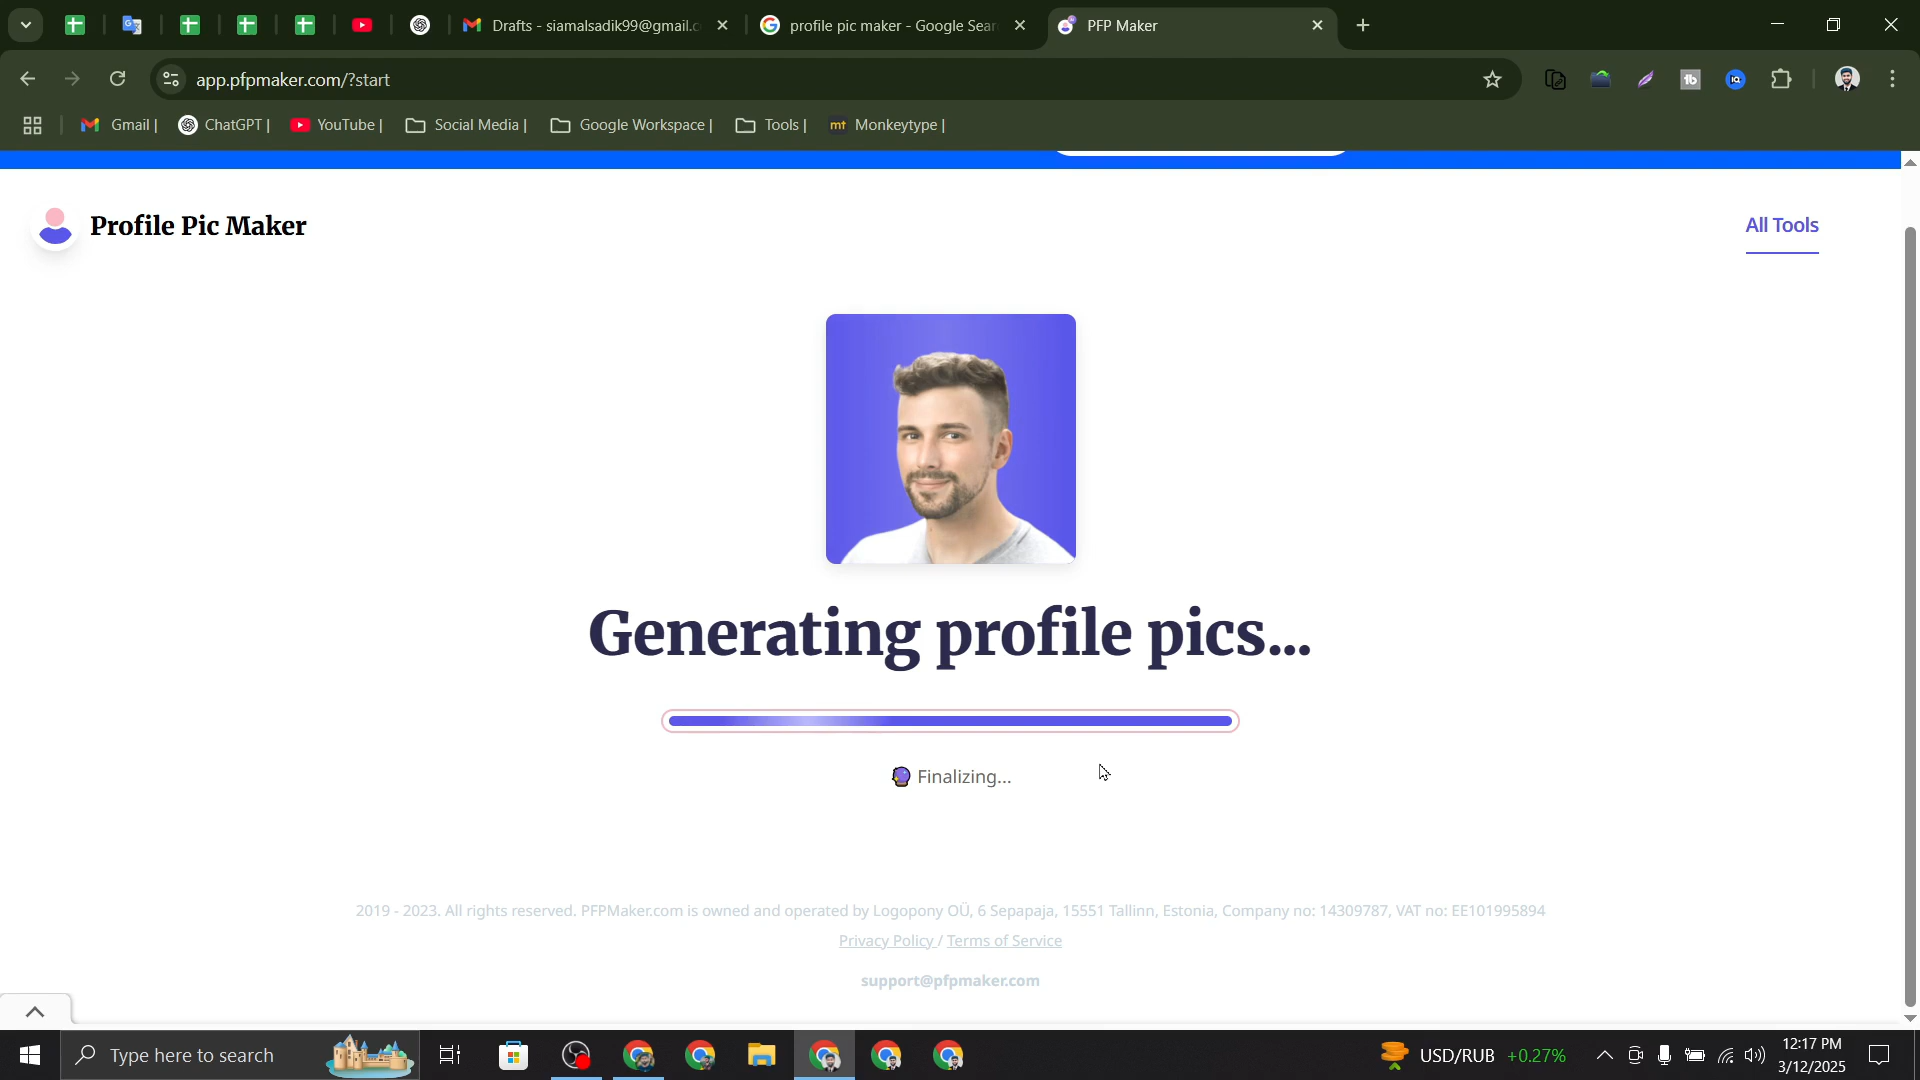 Drafts - siamalsadik99@gmail.c
profile pic maker - Google Sear
PFP Maker
app.pfpmaker.com/?start
Gmail |
ChatGPT |
YouTube |
Social Media |
Google Workspace |
Tools |
mt Monkeytype |
Profile Pic Maker
All Tools
Generating profile pics...
Finalizing...
2019 - 2023. All rights reserved. PFPMaker.com is owned and operated by Logopony OÜ, 6 Sepapaja, 15551 Tallinn, Estonia, Company no: 14309787, VAT no: EE101995894
Privacy Policy / Terms of Service
support@pfpmaker.com
Type here to search
USD/RUB +0.27%
12:17 PM
3/12/2025